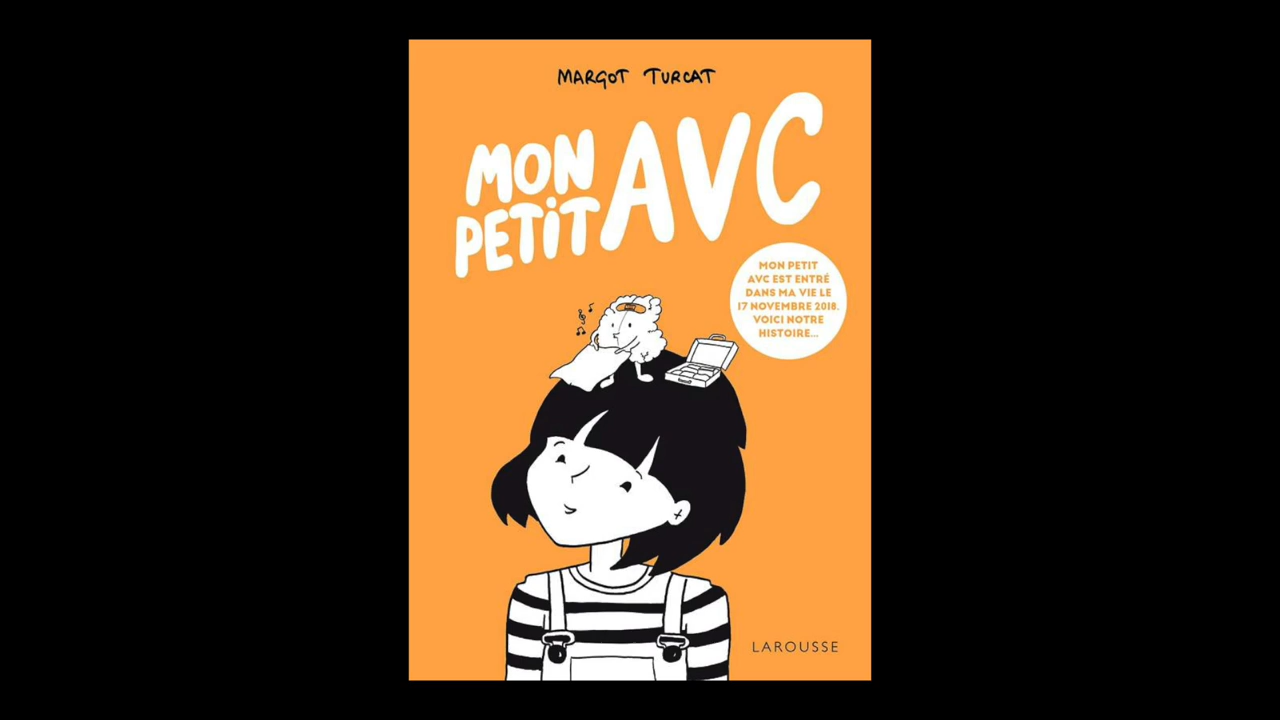 MARGOT TURCAT
MON
PETIT AVC
MON PETIT
AVC EST ENTRÉ
DANS MA VIE LE
17 NOVEMBRE 2018.
VOICI NOTRE
HISTOIRE...
LAROUSSE